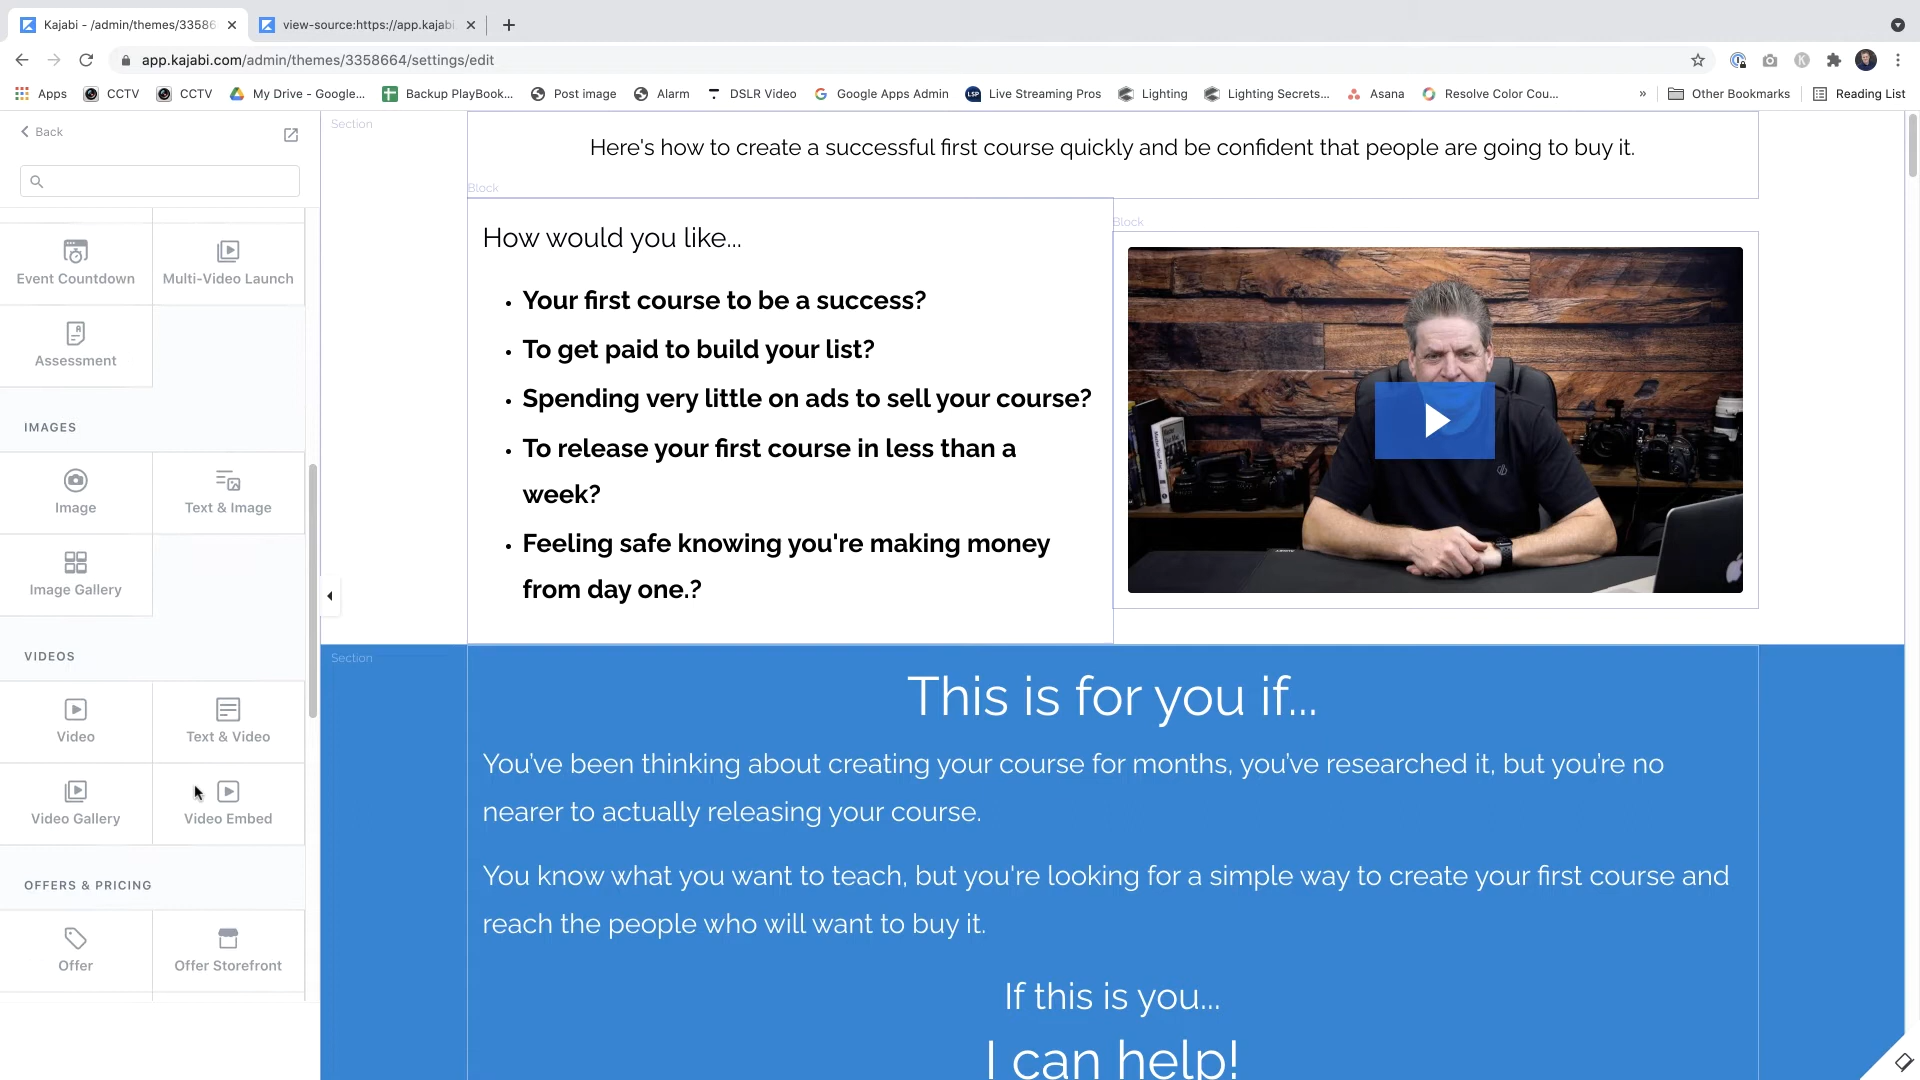 Kajabi - /admin/themes/33586
view-source:https://app.kajabi.
app.kajabi.com/admin/themes/3358664/settings/edit
Apps
CCTV
CCTV
My Drive - Google...
Backup PlayBook...
Post image
Alarm
DSLR Video
Google Apps Admin
LSP
Live Streaming Pros
Lighting
Lighting Secrets...
Asana
Resolve Color Cou...
»
Other Bookmarks
Reading List
Back
Event Countdown
Multi-Video Launch
Assessment
IMAGES
Image
Text & Image
Image Gallery
VIDEOS
Video
Text & Video
Video Gallery
Video Embed
OFFERS & PRICING
Offer
Offer Storefront
Section
Here's how to create a successful first course quickly and be confident that people are going to buy it.
Block
How would you like...
• Your first course to be a success?
• To get paid to build your list?
• Spending very little on ads to sell your course?
• To release your first course in less than a
week?
• Feeling safe knowing you're making money
from day one.?
Block
Section
This is for you if...
You've been thinking about creating your course for months, you've researched it, but you're no
nearer to actually releasing your course.
You know what you want to teach, but you're looking for a simple way to create your first course and
reach the people who will want to buy it.
If this is you...
I can help!